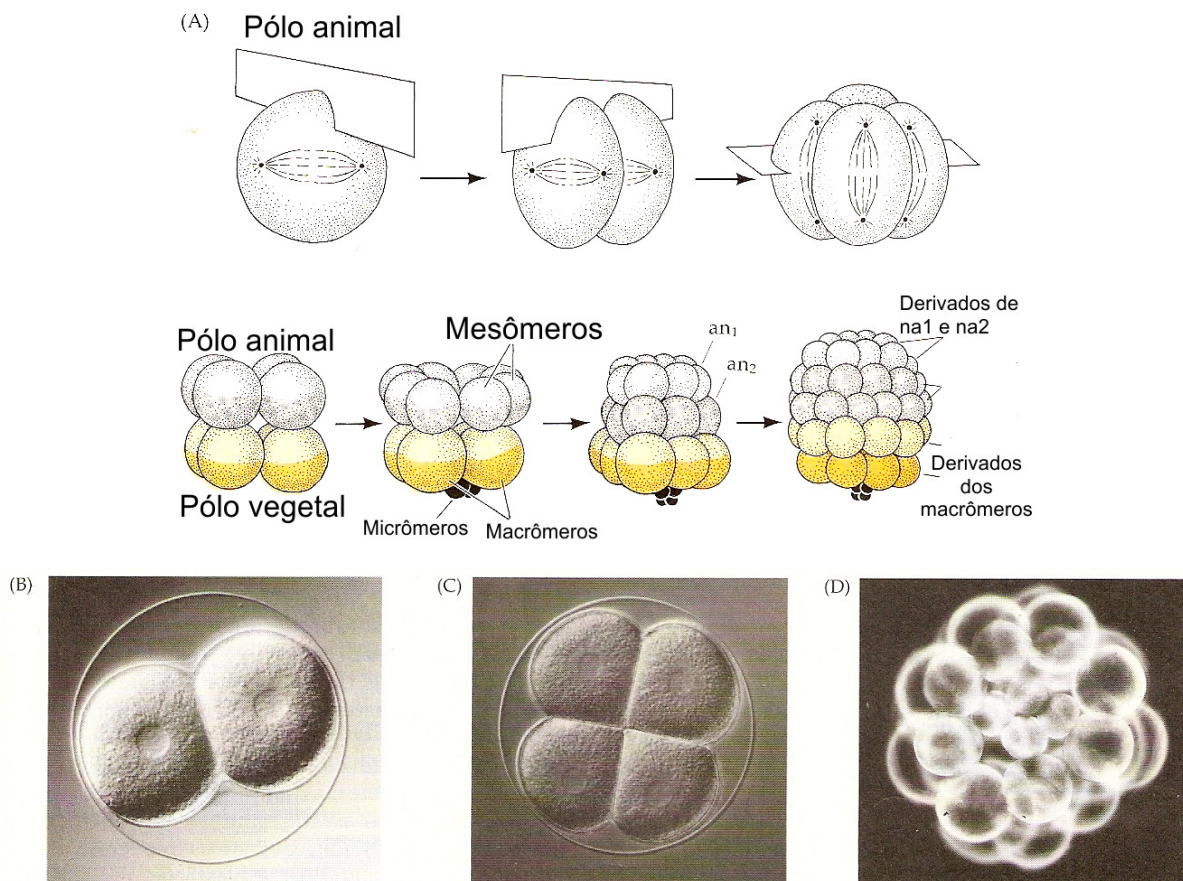 (A)
Pólo animal
Derivados de
na1 e na2
Pólo animal
Mesômeros
an₁
an₂
Pólo vegetal
Micrômeros
Macrômeros
Derivados
dos
macrômeros
(B)
(C)
(D)